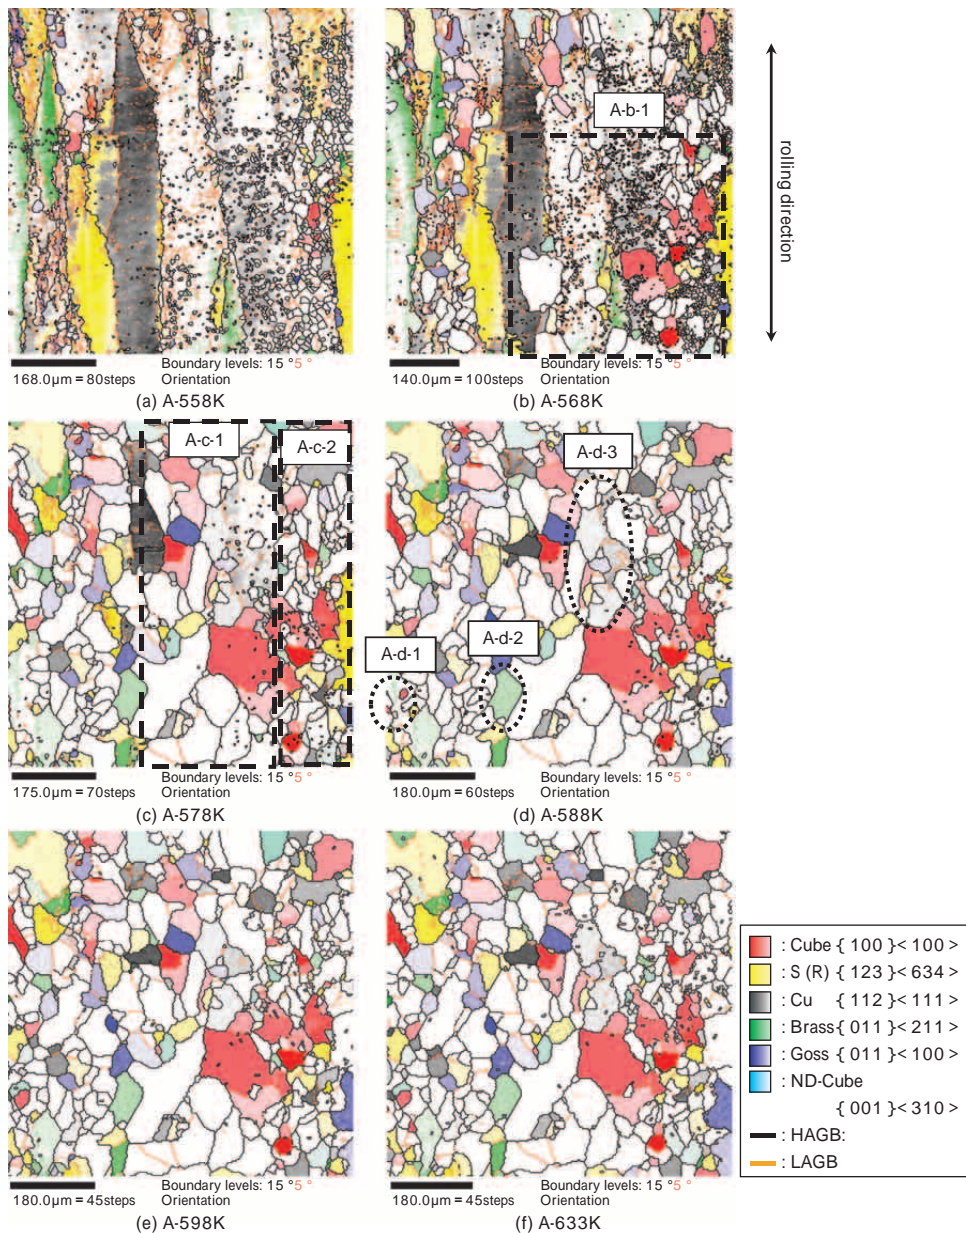 A-b-1
rolling direction
Boundary levels: 15 °5 °
168.0µm = 80steps Orientation
(a) A-558K
Boundary levels: 15 °5 °
140.0µm = 100steps Orientation
(b) A-568K
A-c-1
A-c-2
A-d-3
A-d-1
A-d-2
Boundary levels: 15 °5 °
175.0µm = 70steps Orientation
(c) A-578K
Boundary levels: 15 °5 °
180.0µm = 60steps Orientation
(d) A-588K
Boundary levels: 15 °5 °
180.0µm = 45steps Orientation
(e) A-598K
Boundary levels: 15 °5 °
180.0µm = 45steps Orientation
(f) A-633K
: Cube { 100 }< 100 >
: S (R) { 123 }< 634 >
: Cu { 112 }< 111 >
: Brass { 011 }< 211 >
: Goss { 011 }< 100 >
: ND-Cube
{ 001 }< 310 >
: HAGB:
: LAGB